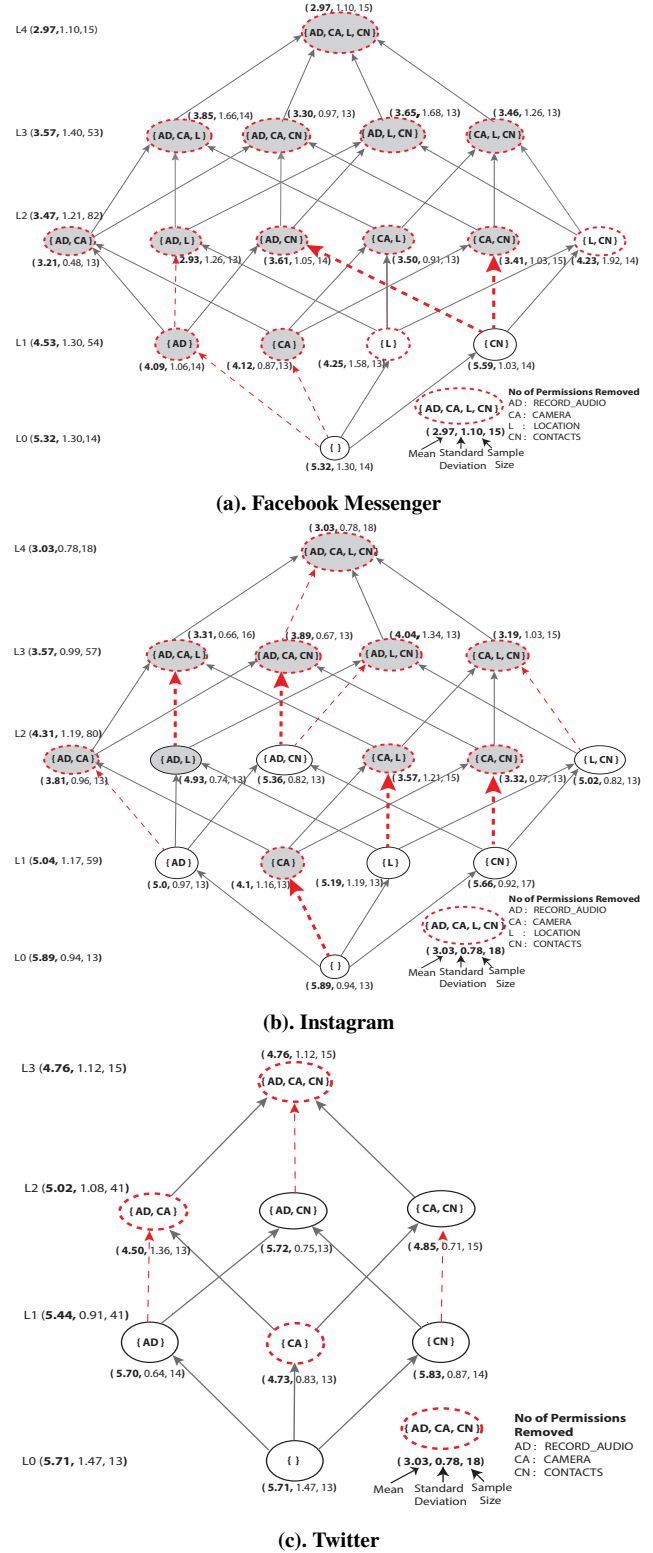 ( 2.97, 1.10, 15)
L4 (2.97,1.10,15)
{ AD, CA, L, CN}
( 3.85, 1.66,14)
( 3.30, 0.97, 13)
( 3.65, 1.68, 13)
( 3.46, 1.26, 13)
L3 (3.57, 1.40, 53)
{ AD, CA, L }
{ AD, CA, CN}
{ AD, L, CN}
{ CA, L, CN}
L2 (3.47, 1.21, 82)
{ AD, CA }
{ AD, L }
{ AD, CN }
{ CA, L }
{ CA, CN }
{ L, CN }
( 3.21, 0.48, 13)
2.93, 1.26, 13)
( 3.61, 1.05, 14)
( 3.50, 0.91, 13)
( 3.41, 1.03, 15)
( 4.23, 1.92, 14)
L1 (4.53, 1.30, 54)
{ AD }
{ CA }
{ L }
{ CN }
( 4.09, 1.06,14)
( 4.12, 0.87, 13)
( 4.25, 1.58, 13)
( 5.59, 1.03, 14)
No of Permissions Removed
{ AD, CA, L, CN}
AD : RECORD_AUDIO
CA : CAMERA
L : LOCATION
CN : CONTACTS
( 2.97, 1.10, 15)
Mean Standard Deviation Sample Size
L0 (5.32, 1.30,14)
{ }
( 5.32, 1.30, 14)
(a). Facebook Messenger
( 3.03, 0.78, 18)
L4 (3.03,0.78,18)
{ AD, CA, L, CN}
( 3.31, 0.66, 16)
( 3.89, 0.67, 13)
( 4.04, 1.34, 13)
( 3.19, 1.03, 15)
L3 (3.57, 0.99, 57)
{ AD, CA, L }
{ AD, CA, CN}
{ AD, L, CN}
{ CA, L, CN}
L2 (4.31, 1.19, 80)
{ AD, CA }
{ AD, L }
{ AD, CN }
{ CA, L }
{ CA, CN }
{ L, CN }
( 3.81, 0.96, 13)
( 4.93, 0.74, 13)
( 5.36, 0.82, 13)
( 3.57, 1.21, 15)
( 3.32, 0.77, 13)
( 5.02, 0.82, 13)
L1 (5.04, 1.17, 59)
{ AD }
{ CA }
{ L }
{ CN }
( 5.0, 0.97, 13)
( 4.1, 1.16,13)
( 5.19, 1.19, 13)
( 5.66, 0.92, 17)
No of Permissions Removed
{ AD, CA, L, CN}
AD : RECORD_AUDIO
CA : CAMERA
L : LOCATION
CN : CONTACTS
( 3.03, 0.78, 18)
Mean Standard Deviation Sample Size
L0 (5.89, 0.94, 13)
{ }
( 5.89, 0.94, 13)
(b). Instagram
( 4.76, 1.12, 15)
L3 (4.76, 1.12, 15)
{ AD, CA, CN}
L2 (5.02, 1.08, 41)
{ AD, CA }
{ AD, CN }
{ CA, CN }
( 4.50, 1.36, 13)
( 5.72, 0.75,13)
( 4.85, 0.71, 15)
L1 (5.44, 0.91, 41)
{ AD }
{ CA }
{ CN }
( 5.70, 0.64, 14)
( 4.73, 0.83, 13)
( 5.83, 0.87, 14)
{ AD, CA, CN}
No of Permissions
Removed
AD : RECORD_AUDIO
CA : CAMERA
CN : CONTACTS
( 3.03, 0.78, 18)
Mean Standard Deviation Sample Size
L0 (5.71, 1.47, 13)
{ }
( 5.71, 1.47, 13)
(c). Twitter